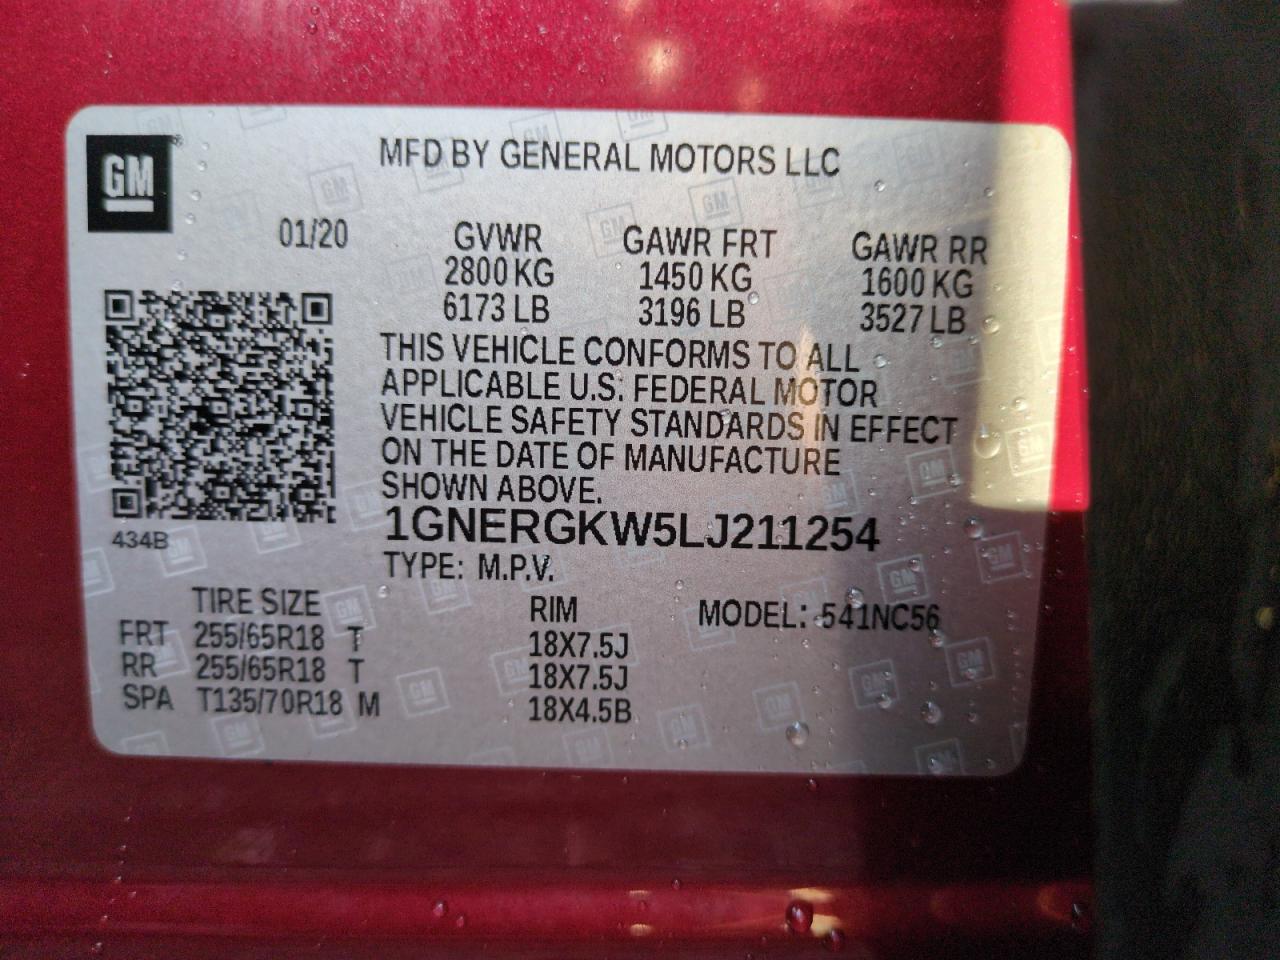 GM
MFD BY GENERAL MOTORS LLC
01/20 GVWR GAWR FRT GAWR RR
2800 KG 1450 KG 1600 KG
6173 LB 3196 LB 3527 LB
THIS VEHICLE CONFORMS TO ALL
APPLICABLE U.S. FEDERAL MOTOR
VEHICLE SAFETY STANDARDS IN EFFECT
ON THE DATE OF MANUFACTURE
SHOWN ABOVE.
1GNERGKW5LJ211254
434B
TYPE: M.P.V.
TIRE SIZE RIM MODEL: 541NC56
FRT 255/65R18 T 18X7.5J
RR 255/65R18 T 18X7.5J
SPA T135/70R18 M 18X4.5B